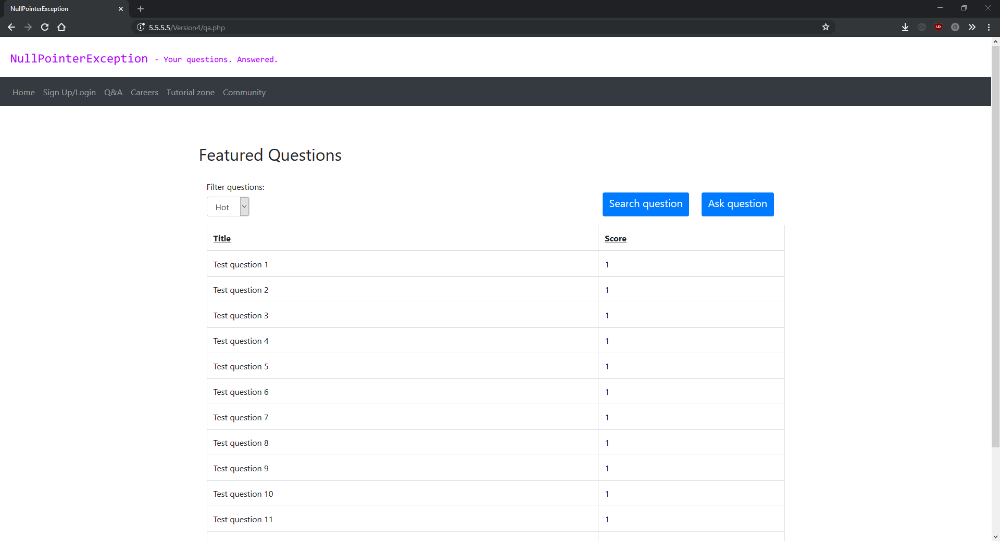 NullPointerException
5.5.5.5/Version4/qa.php
NullPointerException - Your questions. Answered.
Home Sign Up/Login Q&A Careers Tutorial zone Community
Featured Questions
Filter questions:
Hot Search question Ask question
Title Score
Test question 1 1
Test question 2 1
Test question 3 1
Test question 4 1
Test question 5 1
Test question 6 1
Test question 7 1
Test question 8 1
Test question 9 1
Test question 10 1
Test question 11 1